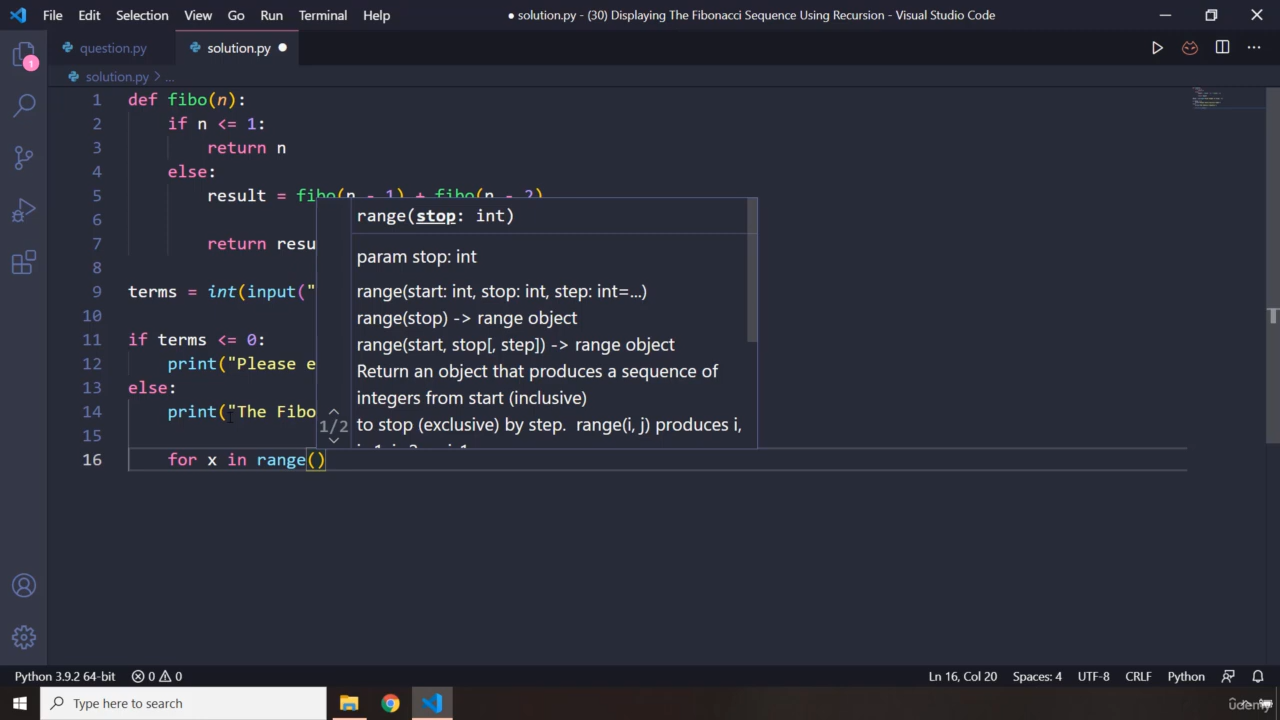 File Edit Selection View Go Run Terminal Help
● solution.py - (30) Displaying The Fibonacci Sequence Using Recursion - Visual Studio Code
question.py
solution.py
solution.py > ...
1 def fibo(n):
2 if n <= 1:
3 return n
4 else:
5 result = fibo(n - 1) + fibo(n - 2)
6
7 return resu
8
9 terms = int(input("
10
11 if terms <= 0:
12 print("Please e
13 else:
14 print("The Fibo
15
16 for x in range()
range(stop: int)
param stop: int
range(start: int, stop: int, step: int=...)
range(stop) -> range object
range(start, stop[, step]) -> range object
Return an object that produces a sequence of
integers from start (inclusive)
to stop (exclusive) by step. range(i, j) produces i,
1/2
1
Python 3.9.2 64-bit
0 0
Ln 16, Col 20
Spaces: 4
UTF-8
CRLF
Python
Type here to search
Udemy